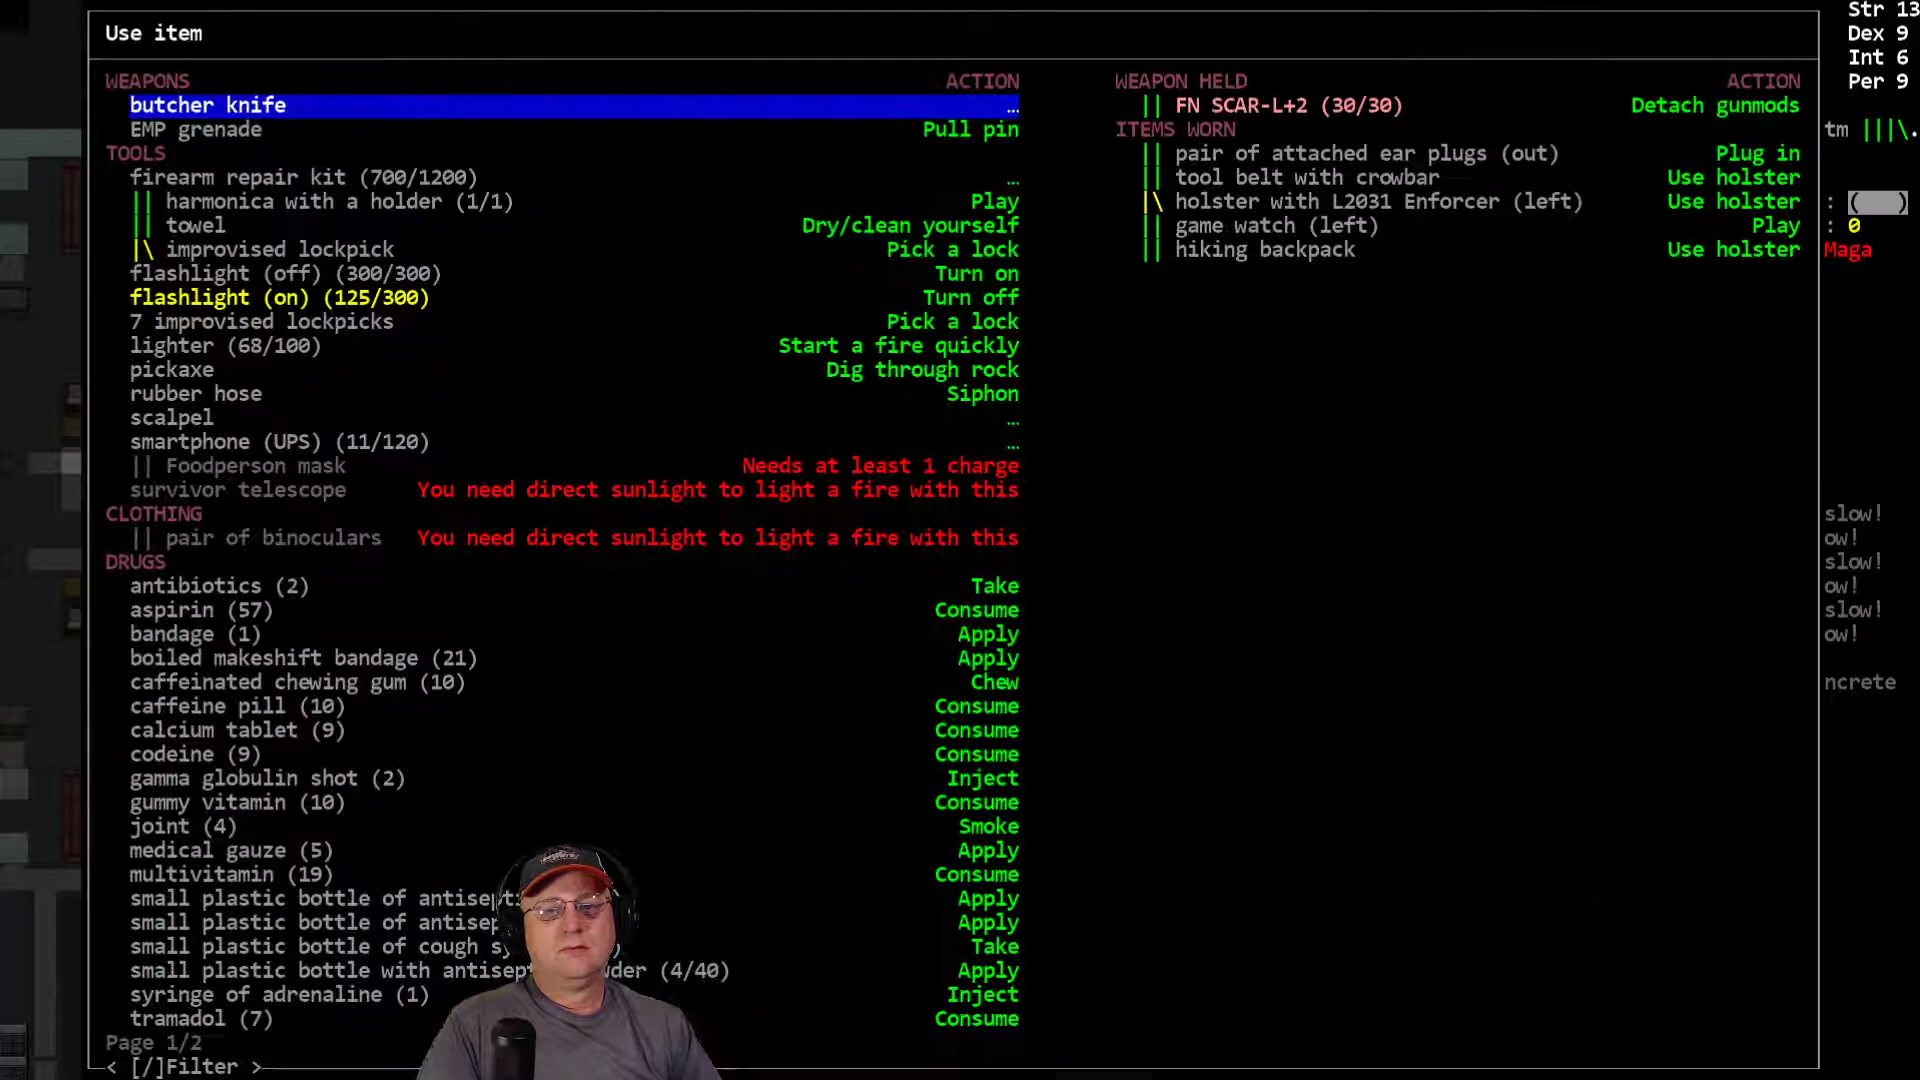 Use item
WEAPONS ACTION
butcher knife …
EMP grenade Pull pin
TOOLS
firearm repair kit (700/1200) …
|| harmonica with a holder (1/1) Play
|| towel Dry/clean yourself
|\ improvised lockpick Pick a lock
flashlight (off) (300/300) Turn on
flashlight (on) (125/300) Turn off
7 improvised lockpicks Pick a lock
lighter (68/100) Start a fire quickly
pickaxe Dig through rock
rubber hose Siphon
scalpel …
smartphone (UPS) (11/120) …
|| Foodperson mask Needs at least 1 charge
survivor telescope You need direct sunlight to light a fire with this
CLOTHING
|| pair of binoculars You need direct sunlight to light a fire with this
DRUGS
antibiotics (2) Take
aspirin (57) Consume
bandage (1) Apply
boiled makeshift bandage (21) Apply
caffeinated chewing gum (10) Chew
caffeine pill (10) Consume
calcium tablet (9) Consume
codeine (9) Consume
gamma globulin shot (2) Inject
gummy vitamin (10) Consume
joint (4) Smoke
medical gauze (5) Apply
multivitamin (19) Consume
small plastic bottle of Apply
small plastic bottle of Apply
small plastic bottle of cough Take
small plastic bottle with (4/40) Apply
syringe of adrenaline (1) Inject
tramadol (7) Consume
Page 1/2
< [/]Filter >
WEAPON HELD ACTION
|| FN SCAR-L+2 (30/30) Detach gunmods
ITEMS WORN
|| pair of attached ear plugs (out) Plug in
|| tool belt with crowbar Use holster
|\ holster with L2031 Enforcer (left) Use holster
|| game watch (left) Play
|| hiking backpack Use holster
Str 13
Dex 9
Int 6
Per 9
tm |||\.
: ( )
: 0
Maga
slow!
ow!
slow!
ow!
slow!
ow!
ncrete